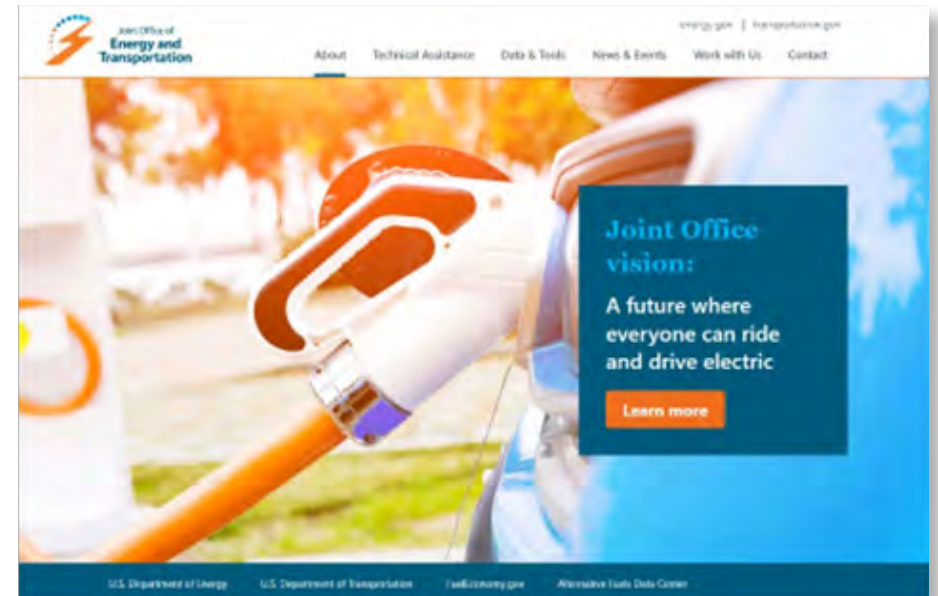 energy.gov | transportation.gov
Joint Office of
Energy and
Transportation
About Technical Assistance Data & Tools News & Events Work with Us Contact
Joint Office
vision:
A future where
everyone can ride
and drive electric
Learn more
U.S. Department of Energy U.S. Department of Transportation FuelEconomy.gov Alternative Fuels Data Center